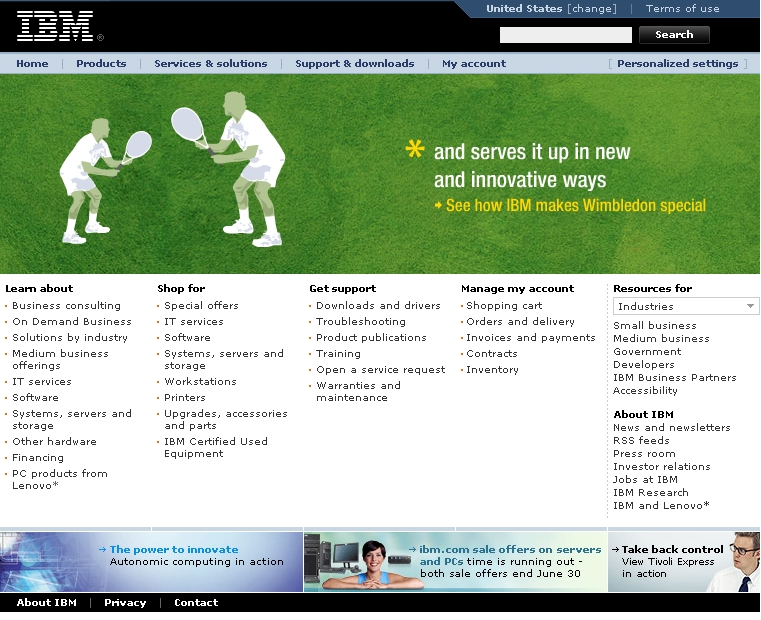 IBM®
United States [change] | Terms of use
Search
Home | Products | Services & solutions | Support & downloads | My account [ Personalized settings ]
* and serves it up in new
and innovative ways
See how IBM makes Wimbledon special
Learn about
Business consulting
On Demand Business
Solutions by industry
Medium business
offerings
IT services
Software
Systems, servers and
storage
Other hardware
Financing
PC products from
Lenovo*
Shop for
Special offers
IT services
Software
Systems, servers and
storage
Workstations
Printers
Upgrades, accessories
and parts
IBM Certified Used
Equipment
Get support
Downloads and drivers
Troubleshooting
Product publications
Training
Open a service request
Warranties and
maintenance
Manage my account
Shopping cart
Orders and delivery
Invoices and payments
Contracts
Inventory
Resources for
Industries
Small business
Medium business
Government
Developers
IBM Business Partners
Accessibility
About IBM
News and newsletters
RSS feeds
Press room
Investor relations
Jobs at IBM
IBM Research
IBM and Lenovo*
The power to innovate
Autonomic computing in action
ibm.com sale offers on servers
and PCs time is running out -
both sale offers end June 30
Take back control
View Tivoli Express
in action
About IBM | Privacy | Contact